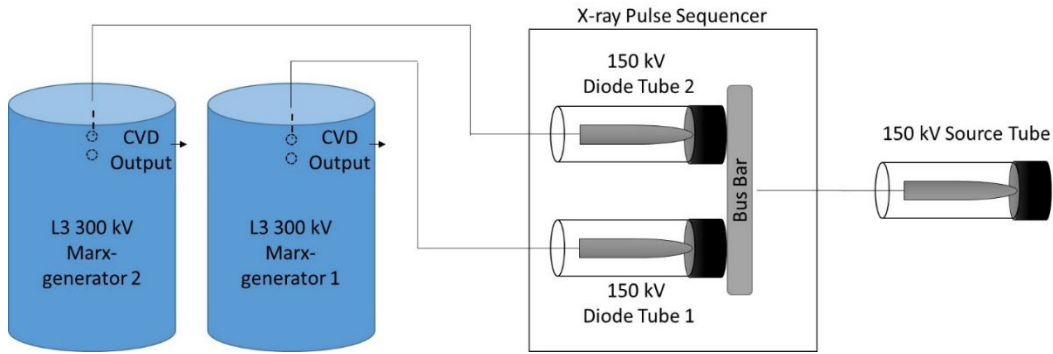 X-ray Pulse Sequencer
150 kV
Diode Tube 2
CVD
Output
CVD
Output
150 kV Source Tube
Bus Bar
L3 300 kV
Marx-
generator 2
L3 300 kV
Marx-
generator 1
150 kV
Diode Tube 1